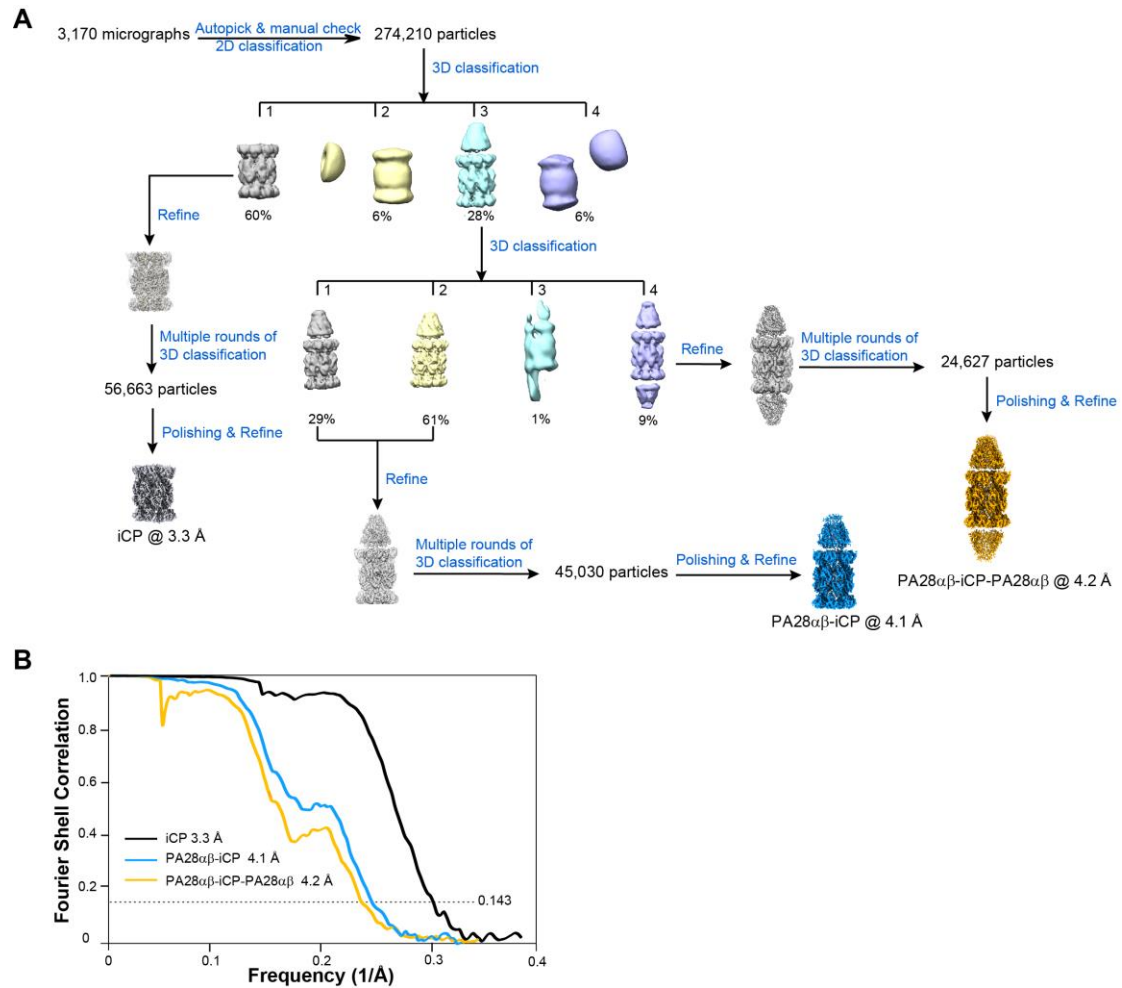 A
3,170 micrographs
Autopick & manual check
2D classification
274,210 particles
3D classification
1
2
3
4
60%
6%
28%
6%
Refine
3D classification
1
2
3
4
Multiple rounds of
3D classification
29%
61%
1%
9%
Refine
Multiple rounds of
3D classification
24,627 particles
56,663 particles
Polishing & Refine
Polishing & Refine
Refine
iCP @ 3.3 Å
Multiple rounds of
3D classification
45,030 particles
Polishing & Refine
PA28αβ-iCP-PA28αβ @ 4.2 Å
PA28αβ-iCP @ 4.1 Å
B
Fourier Shell Correlation
1.0
0.8
0.6
0.4
0.2
0
iCP 3.3 Å
PA28αβ-iCP 4.1 Å
PA28αβ-iCP-PA28αβ 4.2 Å
0.143
0
0.1
0.2
0.3
0.4
Frequency (1/Å)